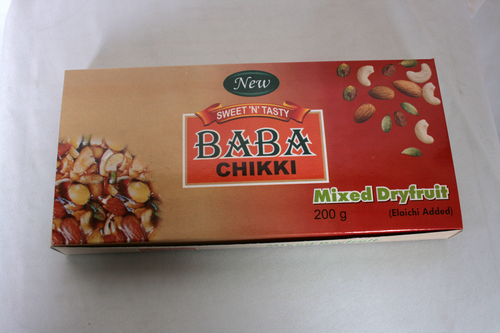 New
SWEET 'N' TASTY
BABA
CHIKKI
Mixed Dryfruit
200 g
(Elaichi Added)